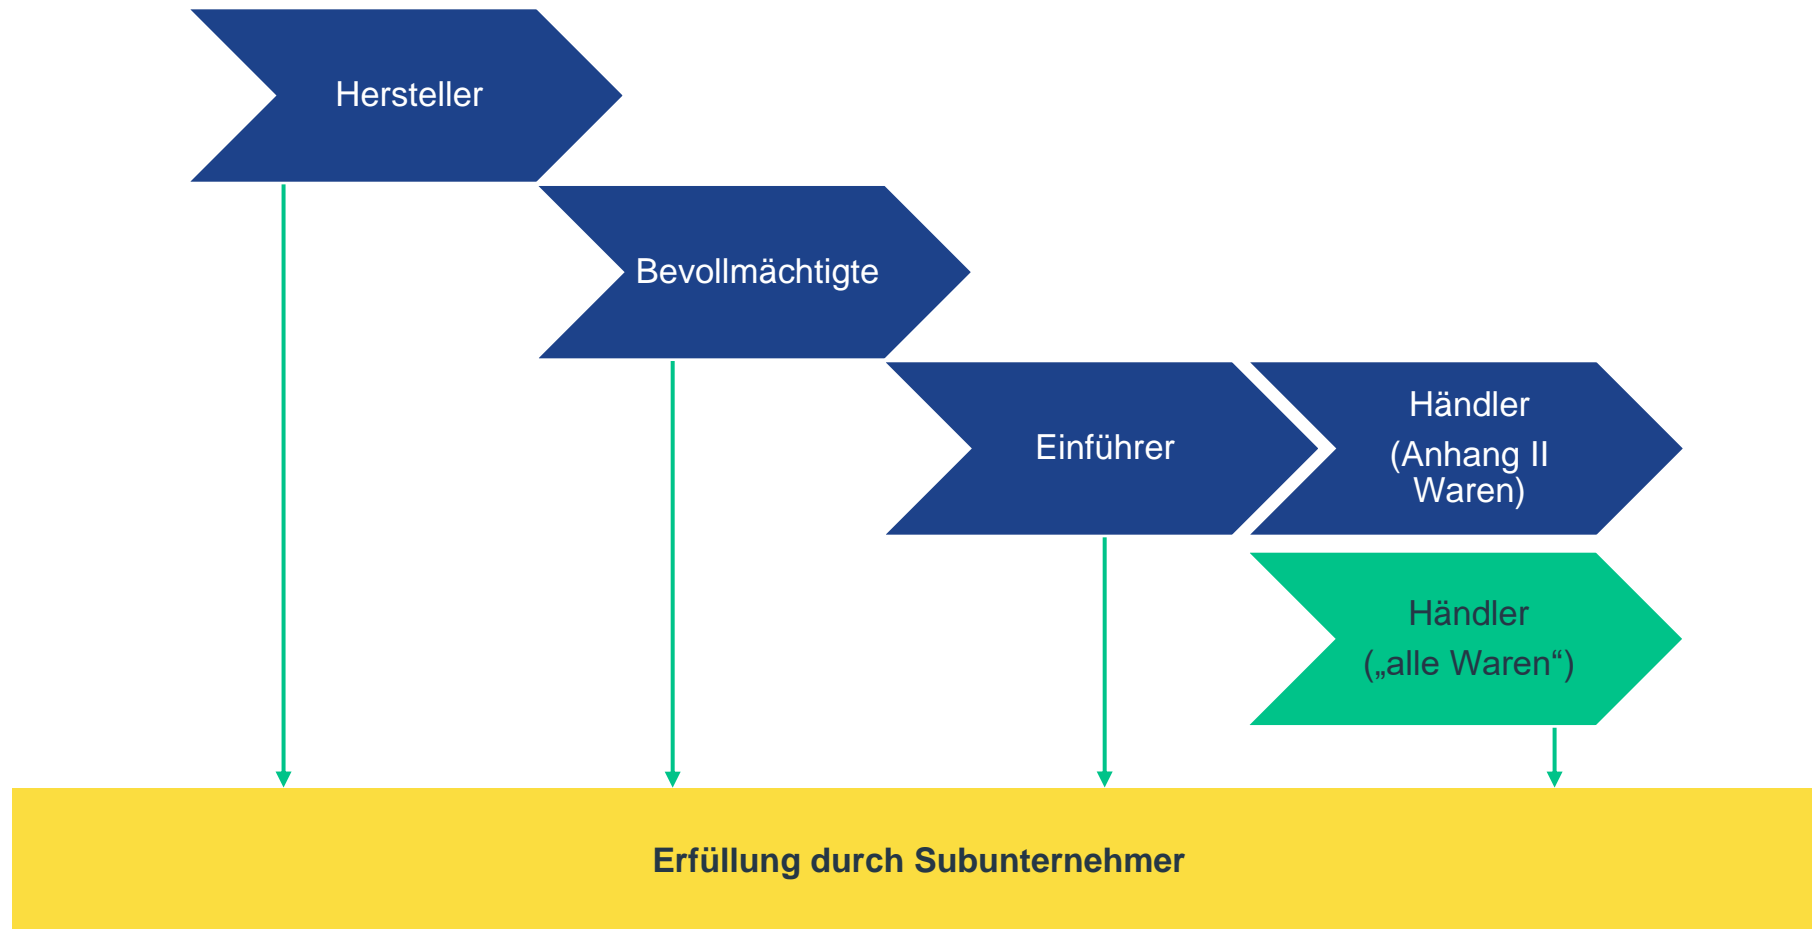 Hersteller
Bevollmächtigte
Einführer
Händler
(Anhang II
Waren)
Händler
(„alle Waren“)
Erfüllung durch Subunternehmer